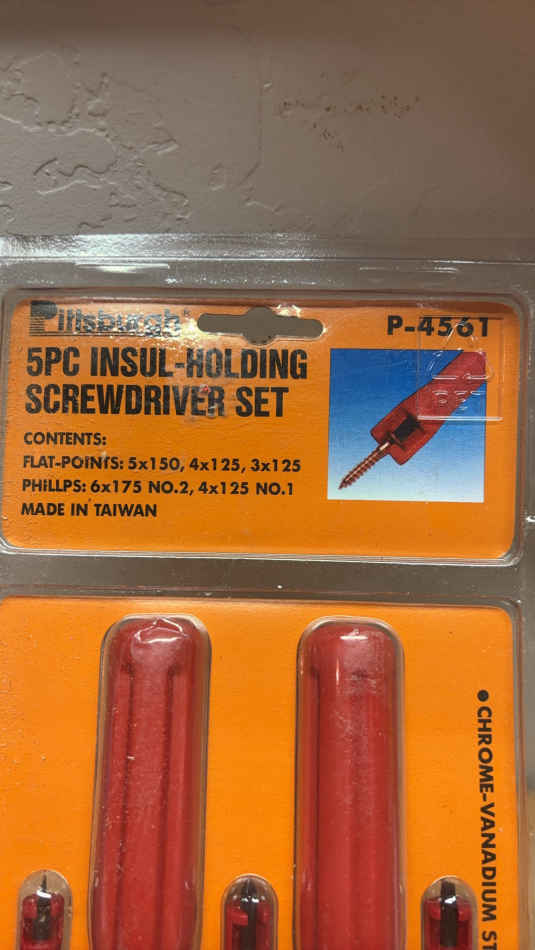 Pittsburgh®
P-4561
5PC INSUL-HOLDING
SCREWDRIVER SET
CONTENTS:
FLAT-POINTS: 5x150, 4x125, 3x125
PHILLPS: 6x175 NO.2, 4x125 NO.1
MADE IN TAIWAN
●CHROME-VANADIUM S